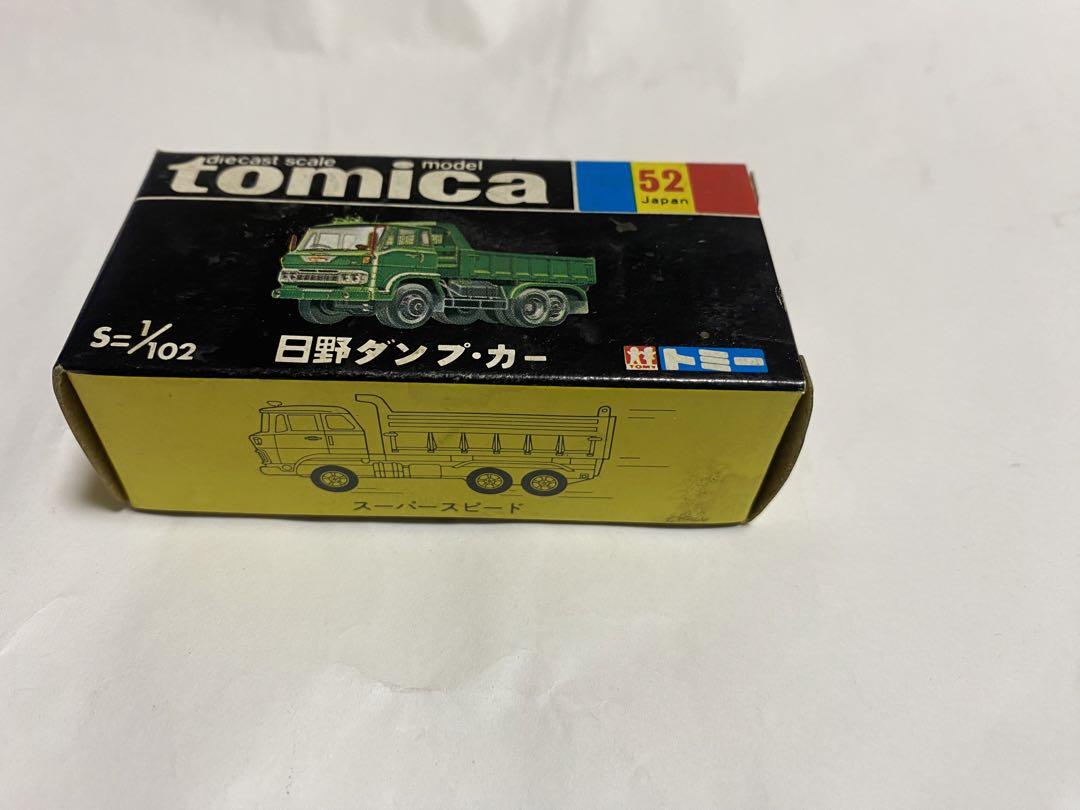 diecast scale model
tomica
52
Japan
S=1/102
日野ダンプ・カー
TOMY
トミー
スーパースピード